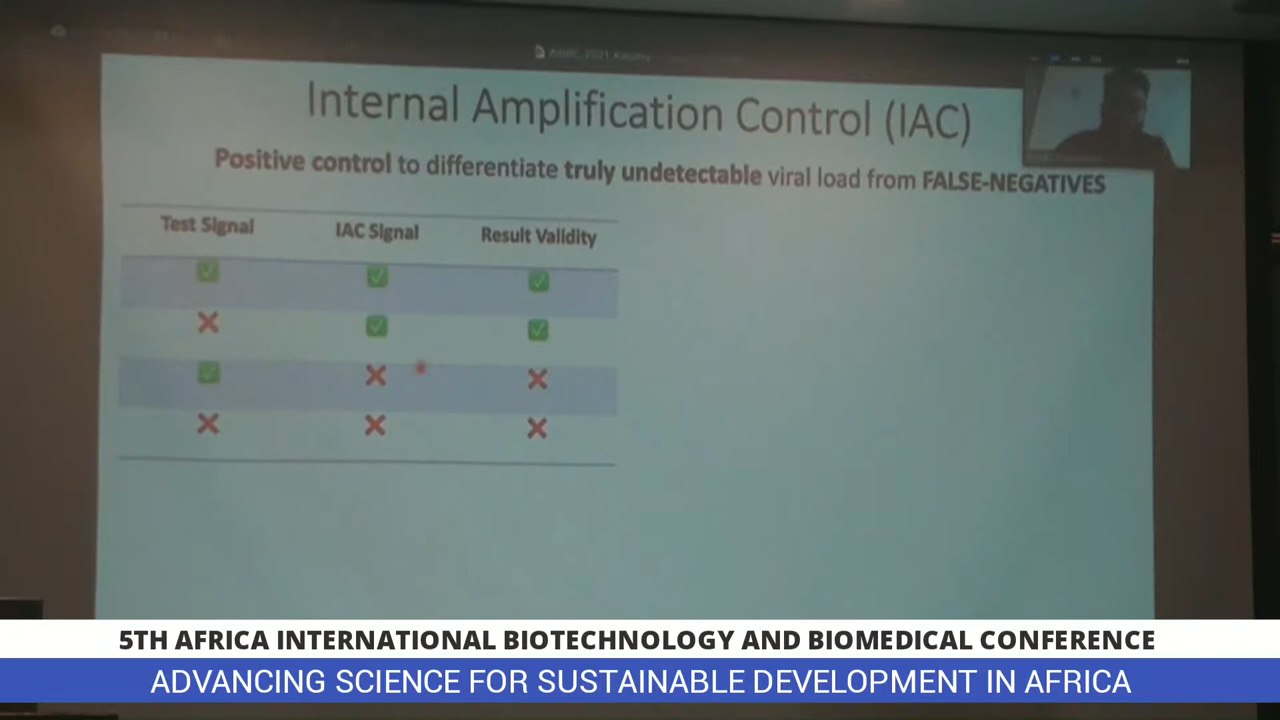 Internal Amplification Control (IAC)
Positive control to differentiate truly undetectable viral load from FALSE-NEGATIVES
Test Signal IAC Signal Result Validity
5TH AFRICA INTERNATIONAL BIOTECHNOLOGY AND BIOMEDICAL CONFERENCE
ADVANCING SCIENCE FOR SUSTAINABLE DEVELOPMENT IN AFRICA